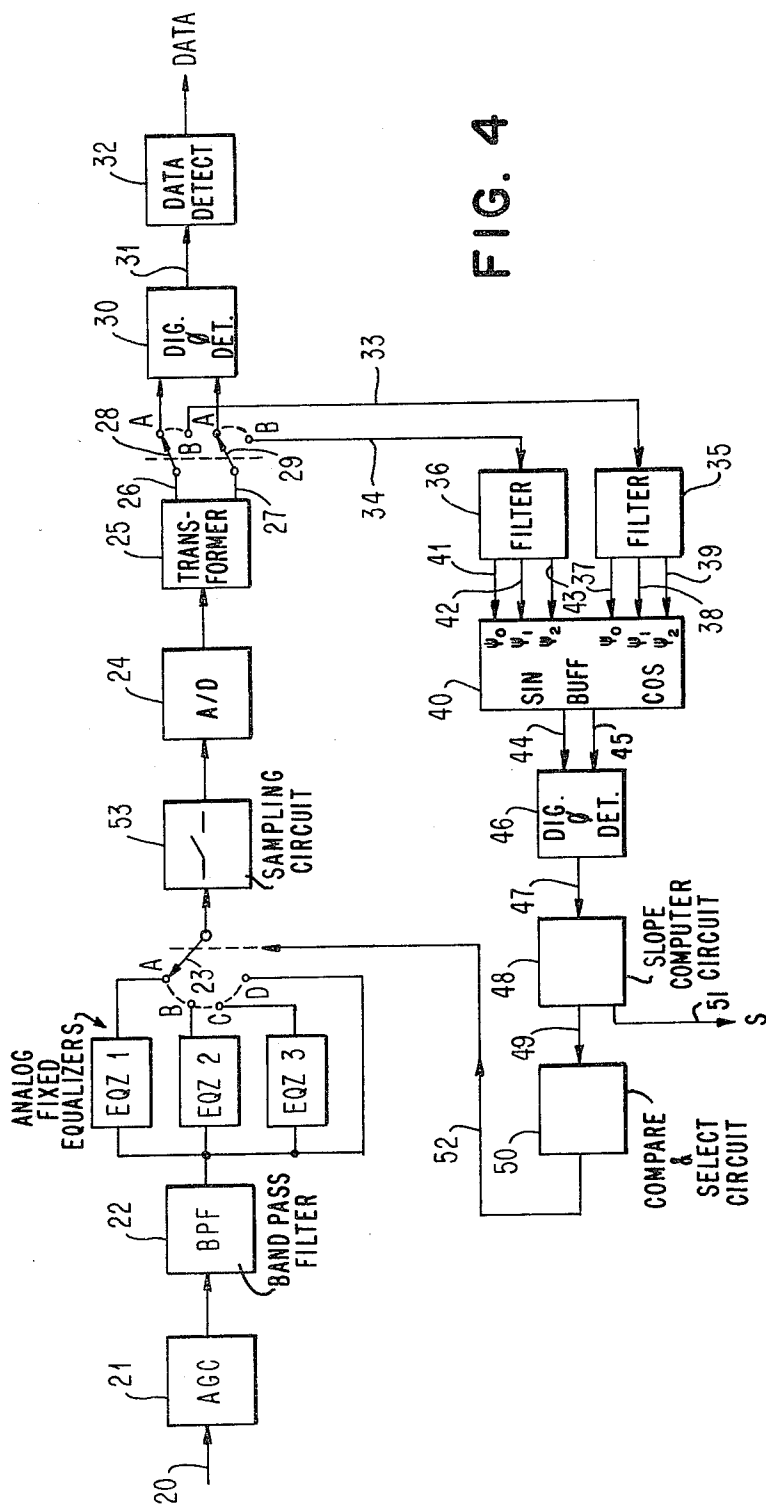 20
21
AGC
22
BPF
BAND PASS
FILTER
ANALOG
FIXED
EQUALIZERS
EQZ 1
EQZ 2
EQZ 3
A
B
C
D
23
53
SAMPLING
CIRCUIT
24
A/D
25
TRANS-
FORMER
26
27
28
29
A
B
A
B
30
DIG.
Ø
DET.
31
32
DATA
DETECT
DATA
33
34
35
FILTER
36
FILTER
41
42
43
37
38
39
40
Ψ0
Ψ1
Ψ2
SIN
BUFF
COS
Ψ0
Ψ1
Ψ2
44
45
46
DIG.
Ø
DET.
47
48
SLOPE
COMPUTER
CIRCUIT
51
S
49
50
COMPARE
&
SELECT
CIRCUIT
52
FIG. 4